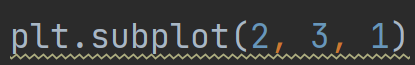 plt.subplot(2, 3, 1)